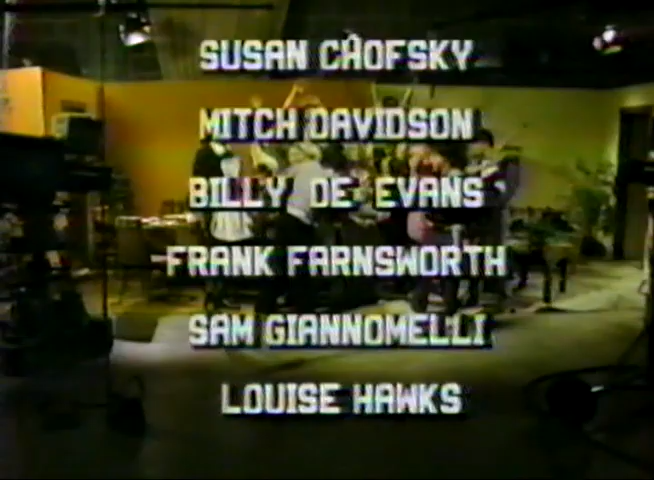 SUSAN CHOFSKY
MITCH DAVIDSON
BILLY DE EVANS
FRANK FARNSWORTH
SAM GIANNOMELLI
LOUISE HAWKS